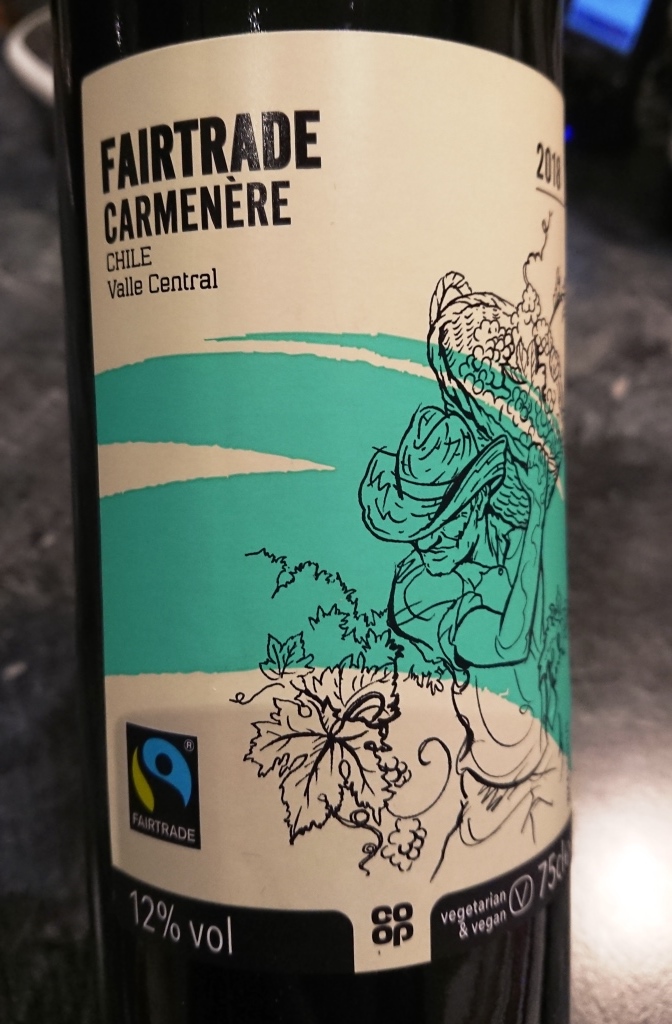 FAIRTRADE
CARMENÈRE
CHILE
Valle Central
2018
®
FAIRTRADE
12% vol
CO
OP
vegetarian
& vegan
V
75cl